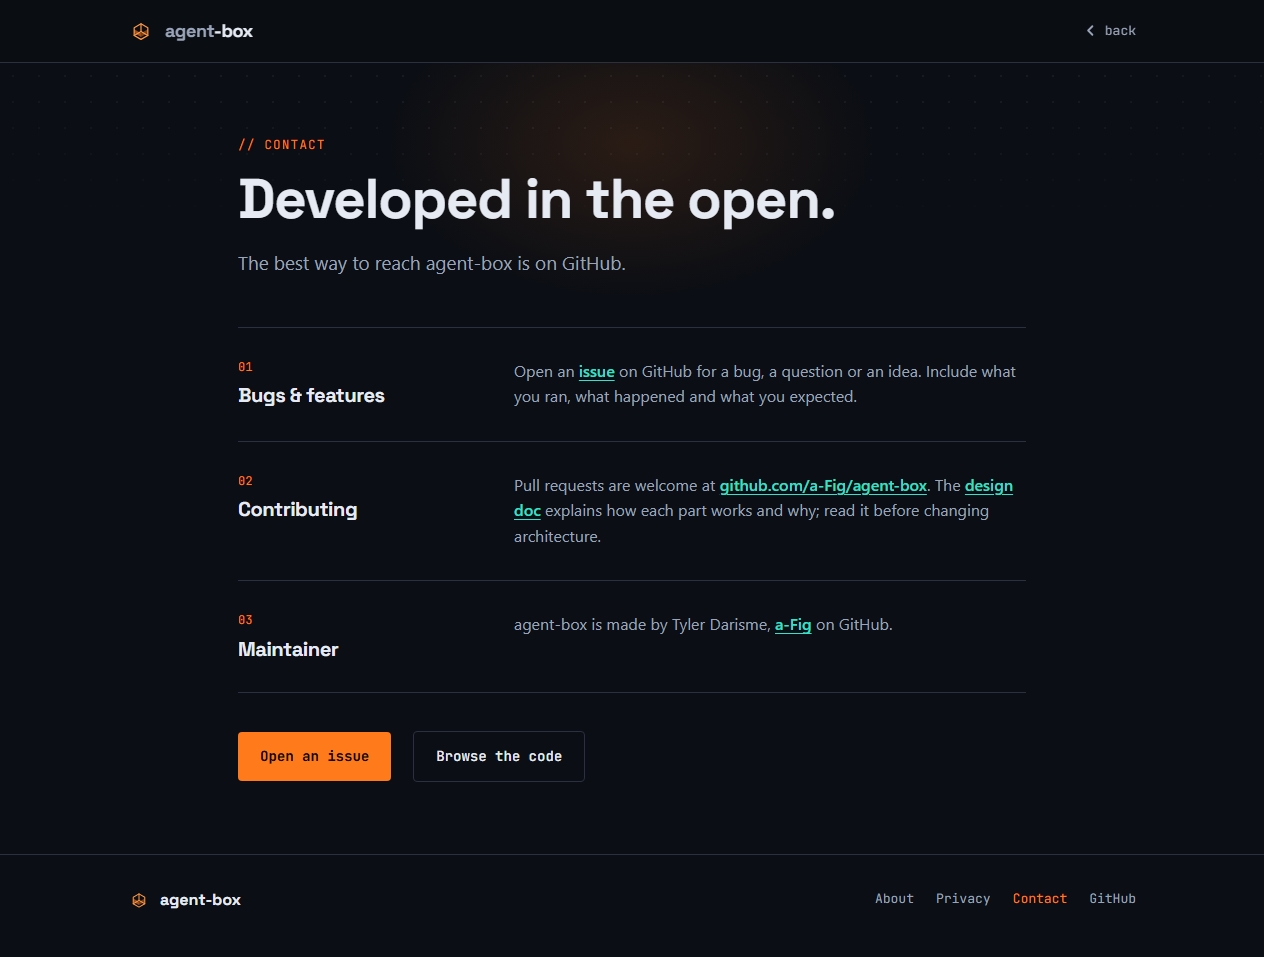 agent-box
back
// CONTACT
Developed in the open.
The best way to reach agent-box is on GitHub.
01
Bugs & features
Open an issue on GitHub for a bug, a question or an idea. Include what
you ran, what happened and what you expected.
02
Contributing
Pull requests are welcome at github.com/a-Fig/agent-box. The design
doc explains how each part works and why; read it before changing
architecture.
03
Maintainer
agent-box is made by Tyler Darisme, a-Fig on GitHub.
Open an issue
Browse the code
agent-box
About Privacy Contact GitHub